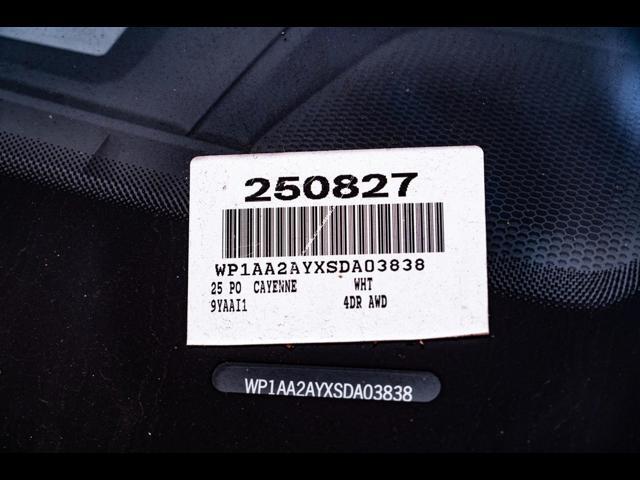 250827
WP1AA2AYXSDA03838
25 PO CAYENNE WHT
9YAAI1 4DR AWD
WP1AA2AYXSDA03838